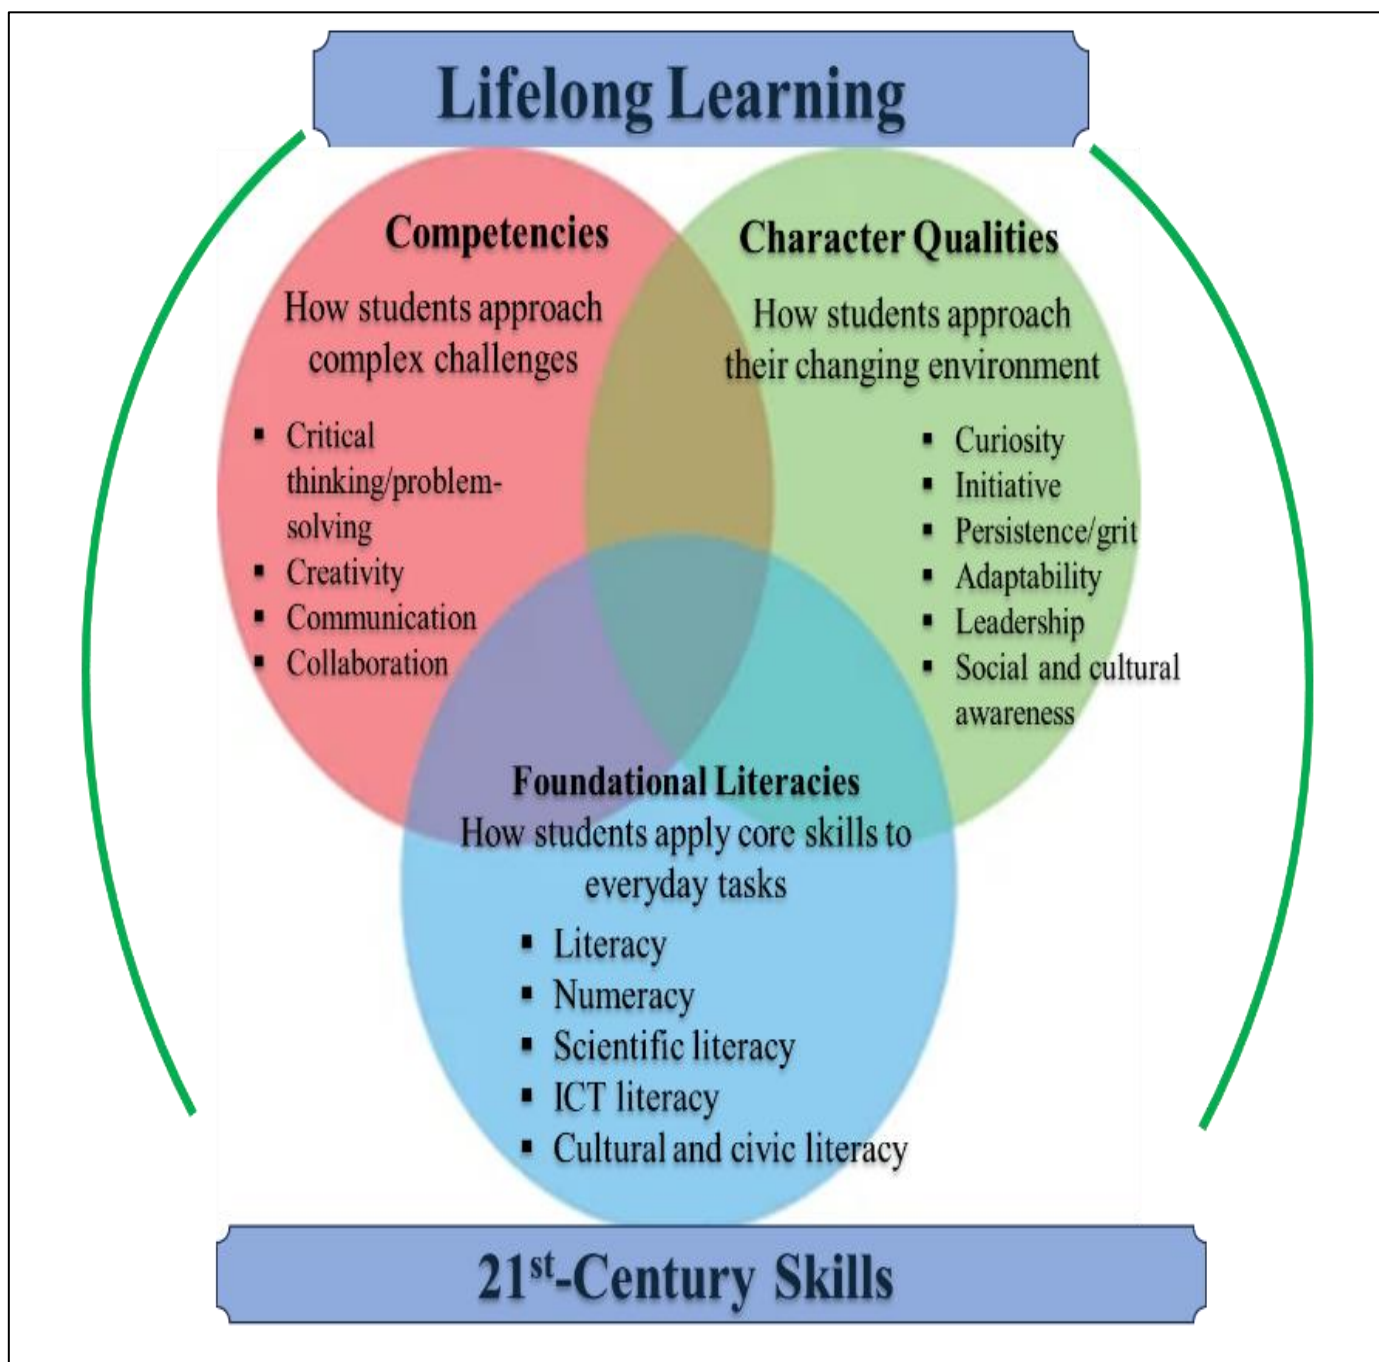 Lifelong Learning
Competencies
How students approach
complex challenges
▪ Critical
thinking/problem-
solving
▪ Creativity
▪ Communication
▪ Collaboration
Character Qualities
How students approach
their changing environment
▪ Curiosity
▪ Initiative
▪ Persistence/grit
▪ Adaptability
▪ Leadership
▪ Social and cultural
awareness
Foundational Literacies
How students apply core skills to
everyday tasks
▪ Literacy
▪ Numeracy
▪ Scientific literacy
▪ ICT literacy
▪ Cultural and civic literacy
21st-Century Skills